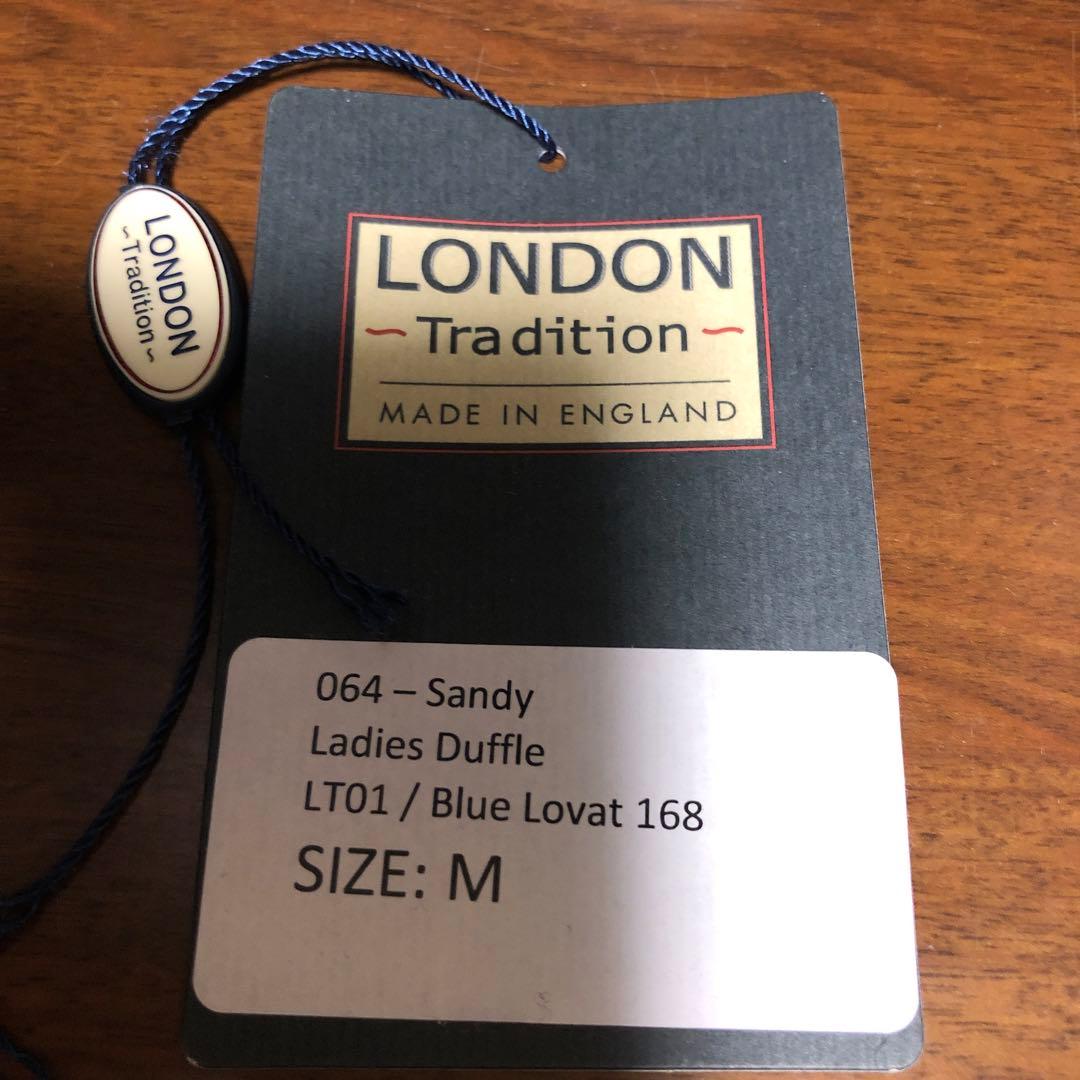 LONDON
~Tradition~
LONDON
~ Tradition ~
MADE IN ENGLAND
064 – Sandy
Ladies Duffle
LT01 / Blue Lovat 168
SIZE: M